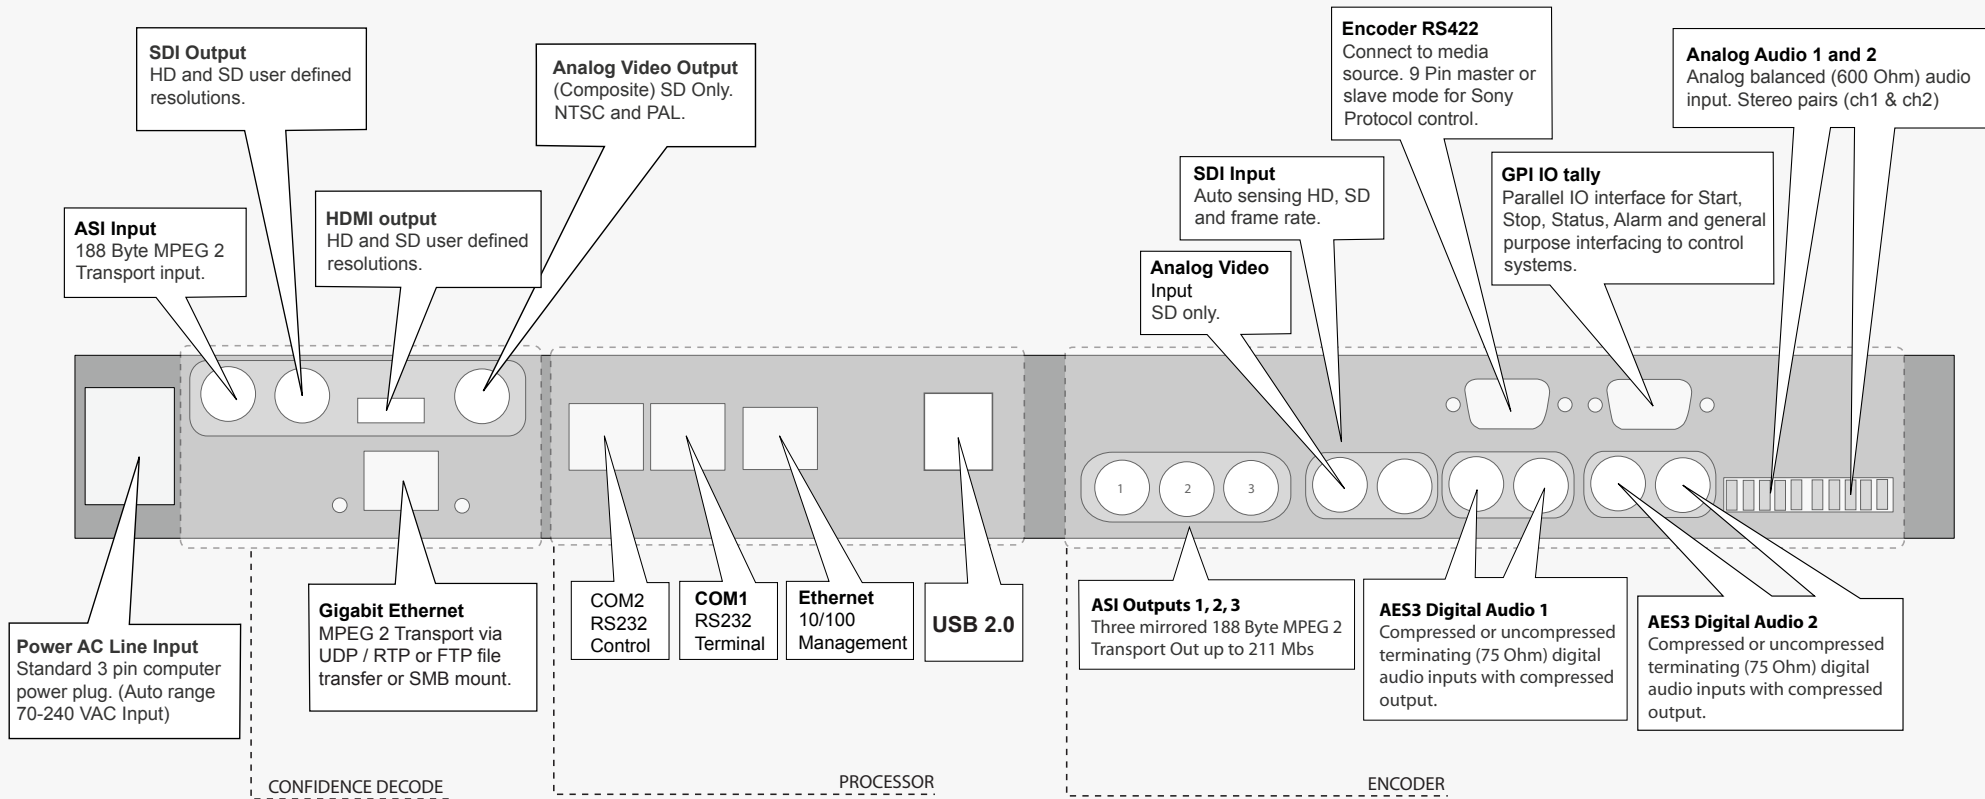 SDI Output
HD and SD user defined
resolutions.
Analog Video Output
(Composite) SD Only.
NTSC and PAL.
Encoder RS422
Connect to media
source. 9 Pin master or
slave mode for Sony
Protocol control.
Analog Audio 1 and 2
Analog balanced (600 Ohm) audio
input. Stereo pairs (ch1 & ch2)
ASI Input
188 Byte MPEG 2
Transport input.
HDMI output
HD and SD user defined
resolutions.
SDI Input
Auto sensing HD, SD
and frame rate.
GPI IO tally
Parallel IO interface for Start,
Stop, Status, Alarm and general
purpose interfacing to control
systems.
Analog Video
Input
SD only.
1
2
3
Power AC Line Input
Standard 3 pin computer
power plug. (Auto range
70-240 VAC Input)
Gigabit Ethernet
MPEG 2 Transport via
UDP / RTP or FTP file
transfer or SMB mount.
COM2
RS232
Control
COM1
RS232
Terminal
Ethernet
10/100
Management
USB 2.0
ASI Outputs 1, 2, 3
Three mirrored 188 Byte MPEG 2
Transport Out up to 211 Mbs
AES3 Digital Audio 1
Compressed or uncompressed
terminating (75 Ohm) digital
audio inputs with compressed
output.
AES3 Digital Audio 2
Compressed or uncompressed
terminating (75 Ohm) digital
audio inputs with compressed
output.
CONFIDENCE DECODE
PROCESSOR
ENCODER